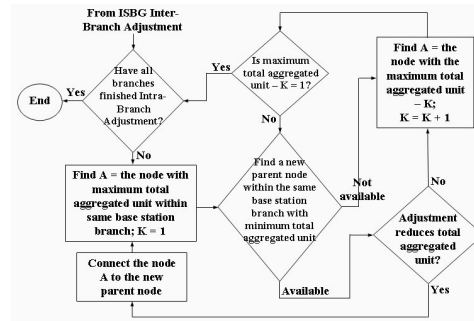 From ISBG Inter-
Branch Adjustment
Have all
branches
finished Intra-
Branch
Adjustment?
Yes
End
No
Find A = the node with
maximum total
aggregated unit within
same base station
branch; K = 1
Connect the node
A to the new
parent node
Is maximum
total aggregated
unit – K = 1?
Yes
No
Find a new
parent node
within the same
base station
branch with
minimum total
aggregated unit
Not
available
Available
Find A = the
node with the
maximum total
aggregated unit
– K;
K = K + 1
No
Adjustment
reduces total
aggregated
unit?
Yes